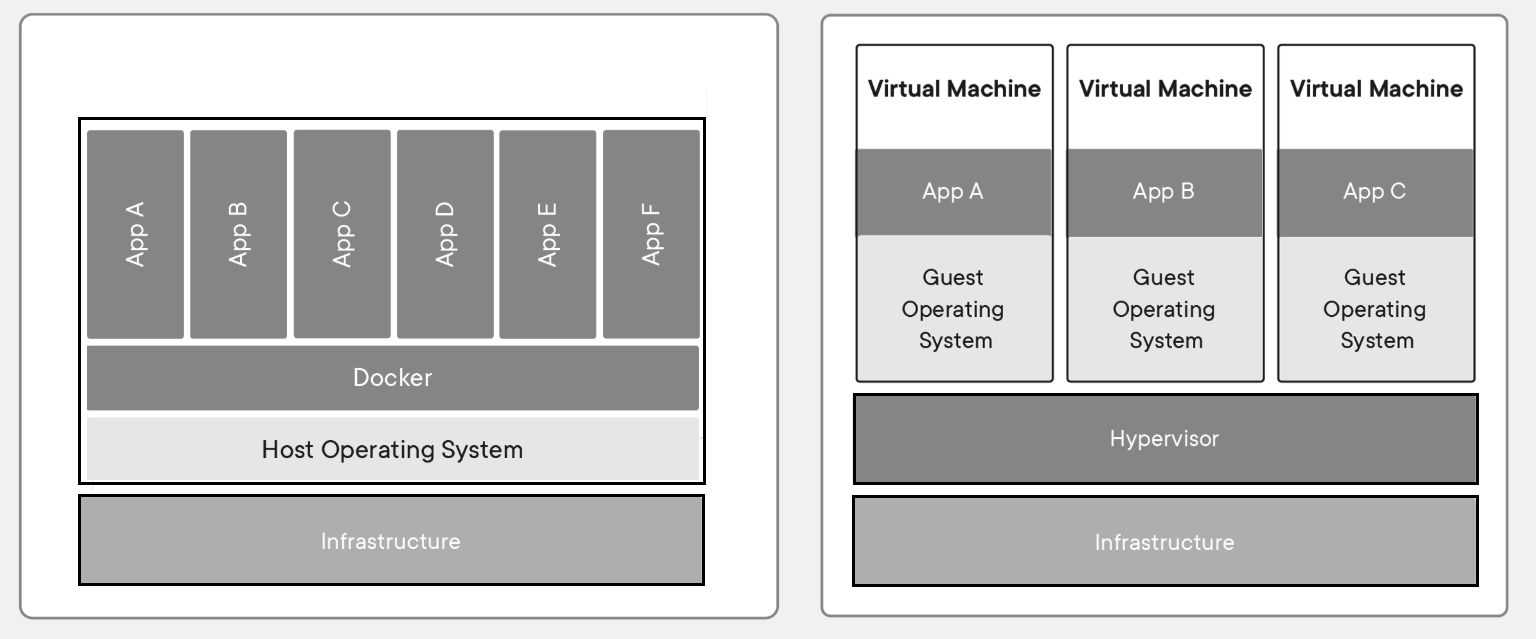 App A
App B
App C
App D
App E
App F
Docker
Host Operating System
Infrastructure
Virtual Machine
App A
Guest
Operating
System
Virtual Machine
App B
Guest
Operating
System
Virtual Machine
App C
Guest
Operating
System
Hypervisor
Infrastructure